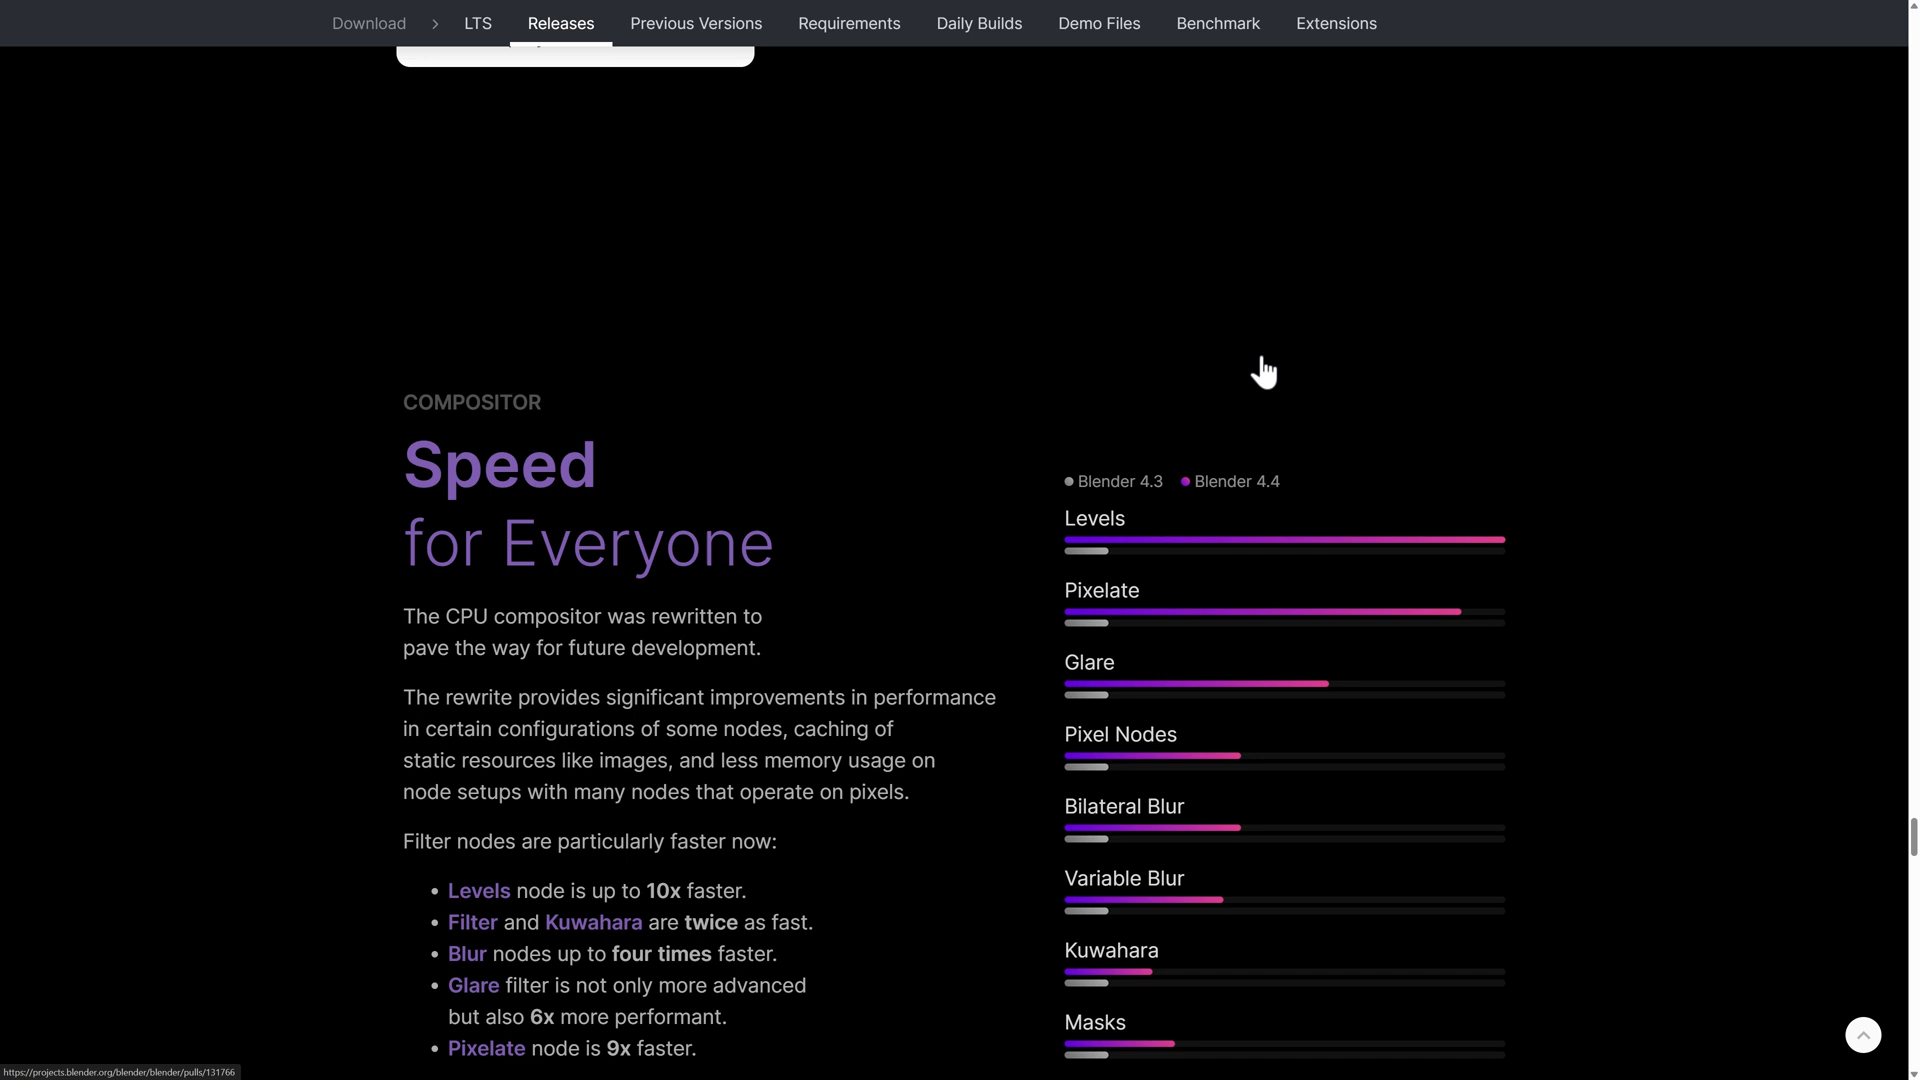 Download > LTS Releases Previous Versions Requirements Daily Builds Demo Files Benchmark Extensions
COMPOSITOR
Speed
for Everyone
The CPU compositor was rewritten to
pave the way for future development.
The rewrite provides significant improvements in performance
in certain configurations of some nodes, caching of
static resources like images, and less memory usage on
node setups with many nodes that operate on pixels.
Filter nodes are particularly faster now:
• Levels node is up to 10x faster.
• Filter and Kuwahara are twice as fast.
• Blur nodes up to four times faster.
• Glare filter is not only more advanced
but also 6x more performant.
• Pixelate node is 9x faster.
Blender 4.3 Blender 4.4
Levels
Pixelate
Glare
Pixel Nodes
Bilateral Blur
Variable Blur
Kuwahara
Masks
https://projects.blender.org/blender/blender/pulls/131766